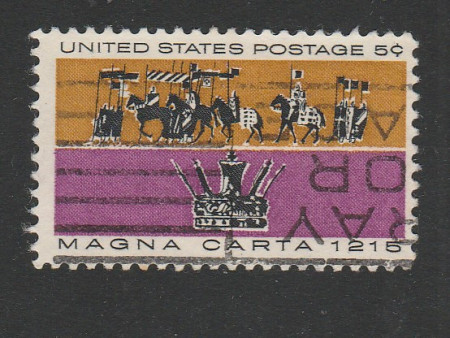 UNITED STATES POSTAGE 5¢
MAGNA CARTA 1215